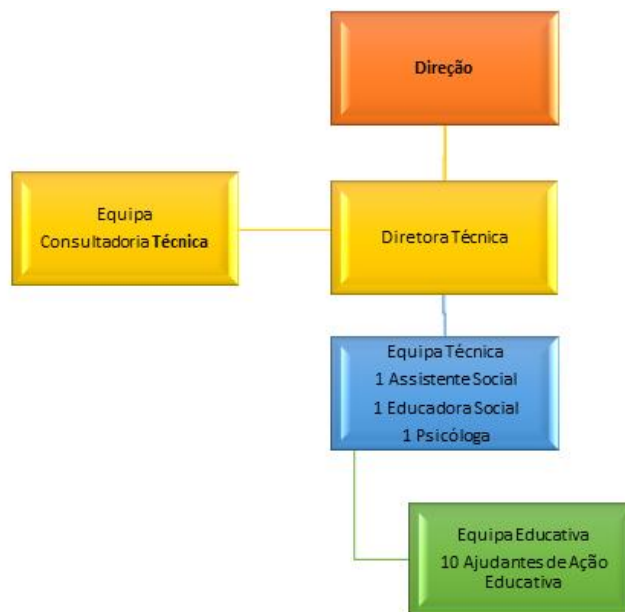 Direção
Equipa
Consultadoria Técnica
Diretora Técnica
Equipa Técnica
1 Assistente Social
1 Educadora Social
1 Psicóloga
Equipa Educativa
10 Ajudantes de Ação
Educativa